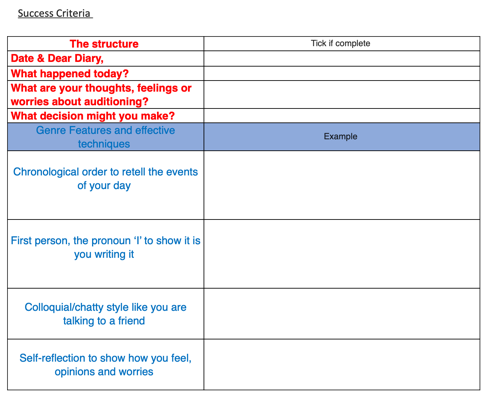 Success Criteria
The structure
Tick if complete
Date & Dear Diary,
What happened today?
What are your thoughts, feelings or
worries about auditioning?
What decision might you make?
Genre Features and effective
techniques
Example
Chronological order to retell the events
of your day
First person, the pronoun ‘I’ to show it is
you writing it
Colloquial/chatty style like you are
talking to a friend
Self-reflection to show how you feel,
opinions and worries